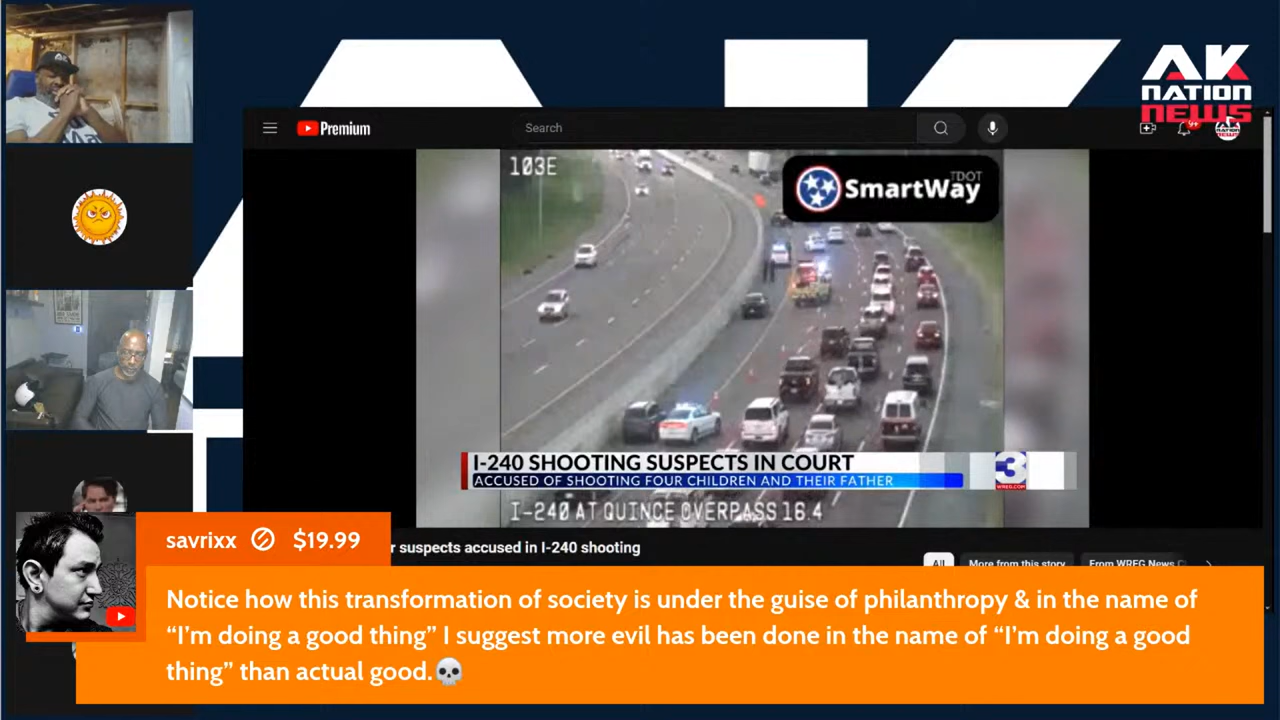 AK
NATION
NEWS
Premium
Search
9+
103E
SmartWay
TDOT
I-240 SHOOTING SUSPECTS IN COURT
ACCUSED OF SHOOTING FOUR CHILDREN AND THEIR FATHER
3
WREG.COM
I-240 AT QUINCE OVERPASS 16.4
r suspects accused in I-240 shooting
All
More from this story
From WREG News
savrixx $19.99
Notice how this transformation of society is under the guise of philanthropy & in the name of
“I’m doing a good thing” I suggest more evil has been done in the name of “I’m doing a good
thing” than actual good.💀